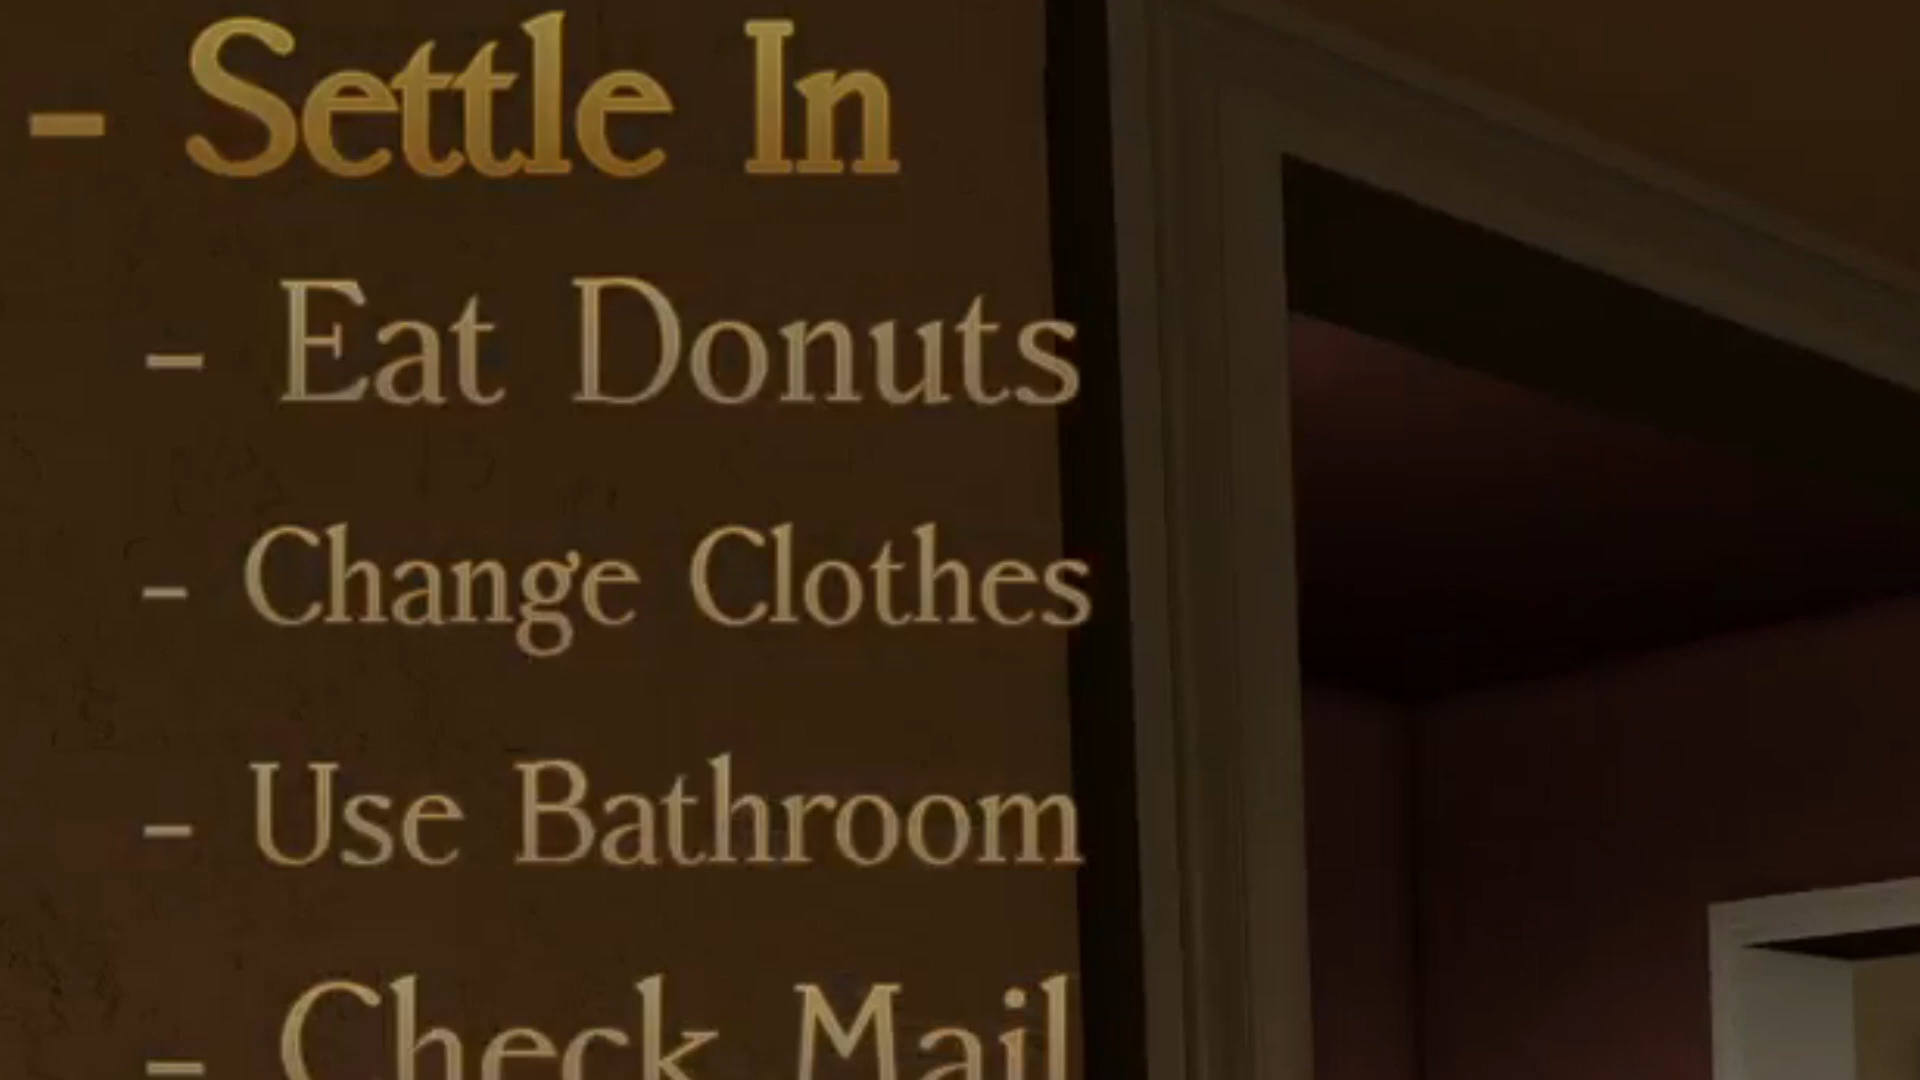 - Settle In
- Eat Donuts
- Change Clothes
- Use Bathroom
- Check Mail